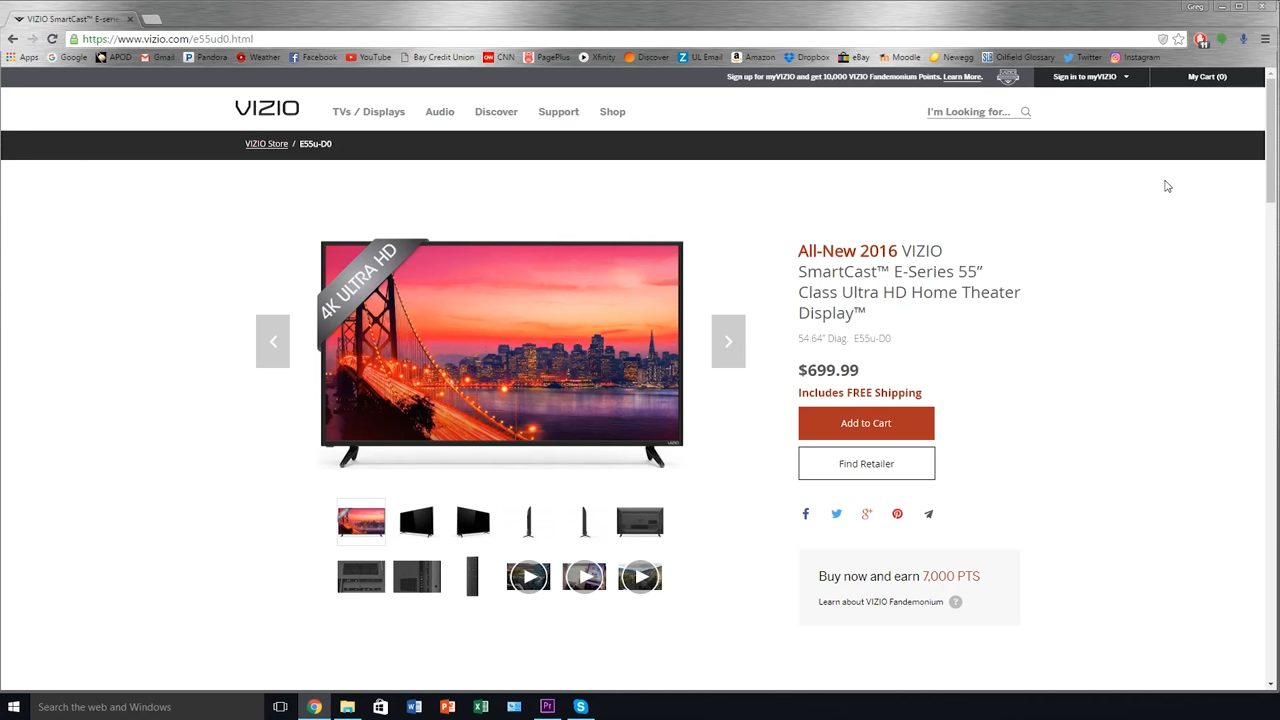 VIZIO SmartCast™ E-Serie
Greg
https://www.vizio.com/e55ud0.html
Apps Google APOD Gmail Pandora Weather Facebook YouTube Bay Credit Union CNN PagePlus Xfinity Discover UL Email Amazon Dropbox eBay Moodle Newegg Oilfield Glossary Twitter Instagram
Sign up for myVIZIO and get 10,000 VIZIO Fandemonium Points. Learn More. Sign in to myVIZIO My Cart (0)
VIZIO TVs / Displays Audio Discover Support Shop I'm Looking for...
VIZIO Store / E55u-D0
4K ULTRA HD
VIZIO
All-New 2016 VIZIO
SmartCast™ E-Series 55”
Class Ultra HD Home Theater
Display™
54.64” Diag. E55u-D0
$699.99
Includes FREE Shipping
Add to Cart
Find Retailer
Buy now and earn 7,000 PTS
Learn about VIZIO Fandemonium ?
Search the web and Windows